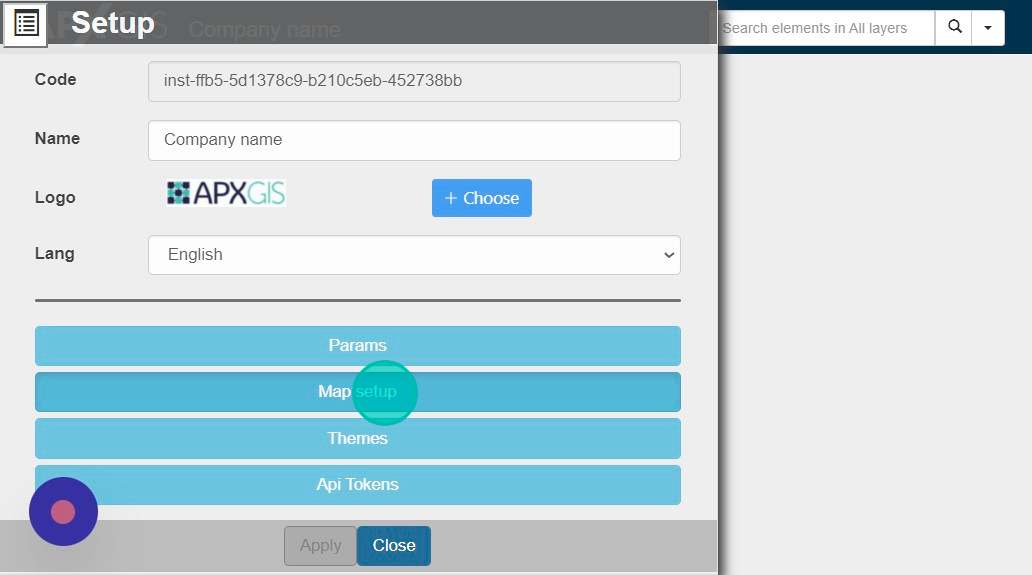 Setup
APXGIS Company name
Search elements in All layers
Code
inst-ffb5-5d1378c9-b210c5eb-452738bb
Name
Company name
Logo
APXGIS
+ Choose
Lang
English
Params
Map setup
Themes
Api Tokens
Apply
Close